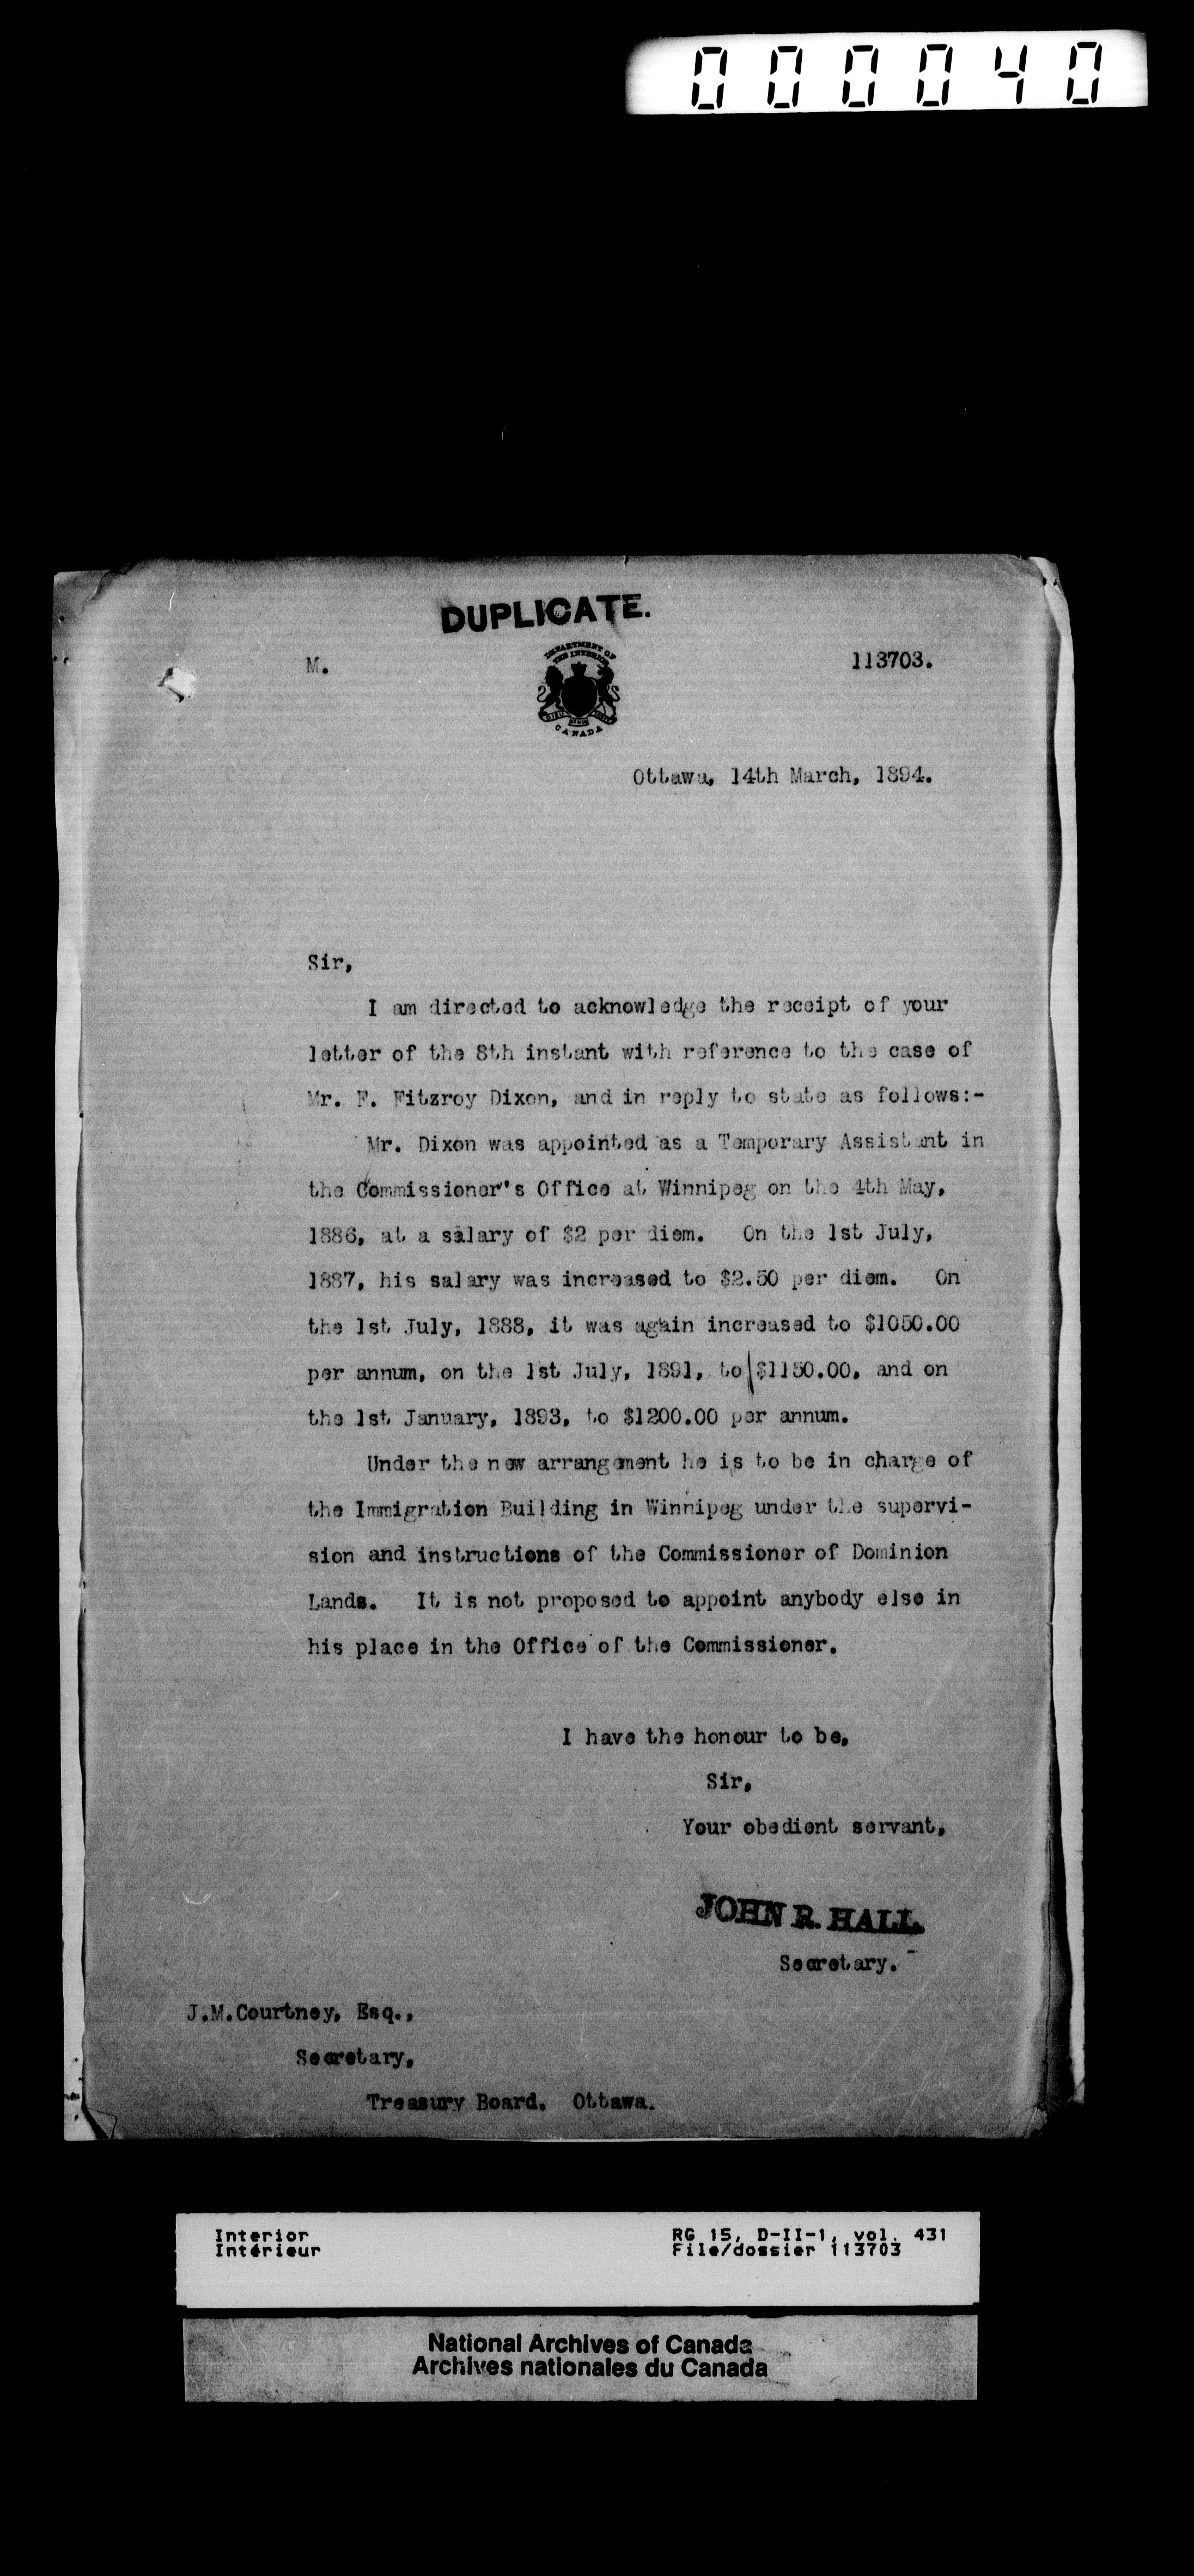 000040
DUPLICATE.
M.
113703.
DEPARTMENT OF
THE INTERIOR
CANADA
Ottawa, 14th March, 1894.
Sir,
I am directed to acknowledge the receipt of your
letter of the 8th instant with reference to the case of
Mr. F. Fitzroy Dixon, and in reply to state as follows:-
Mr. Dixon was appointed as a Temporary Assistant in
the Commissioner's Office at Winnipeg on the 4th May,
1886, at a salary of $2 per diem. On the 1st July,
1887, his salary was increased to $2.50 per diem. On
the 1st July, 1888, it was again increased to $1050.00
per annum, on the 1st July, 1891, to $1150.00, and on
the 1st January, 1893, to $1200.00 per annum.
Under the new arrangement he is to be in charge of
the Immigration Building in Winnipeg under the supervi-
sion and instructions of the Commissioner of Dominion
Lands. It is not proposed to appoint anybody else in
his place in the Office of the Commissioner.
I have the honour to be,
Sir,
Your obedient servant,
JOHN R. HALL
Secretary.
J.M.Courtney, Esq.,
Secretary,
Treasury Board. Ottawa.
Interior
Intérieur
RG 15, D-II-1, vol. 431
File/dossier 113703
National Archives of Canada
Archives nationales du Canada